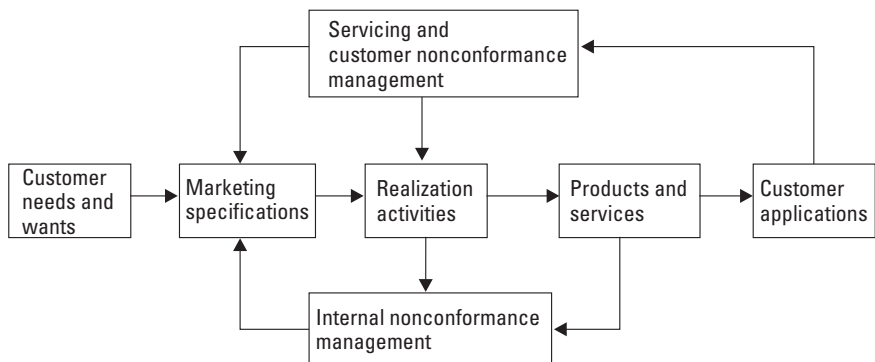 Servicing and
customer nonconformance
management
Customer
needs and
wants
Marketing
specifications
Realization
activities
Products and
services
Customer
applications
Internal nonconformance
management